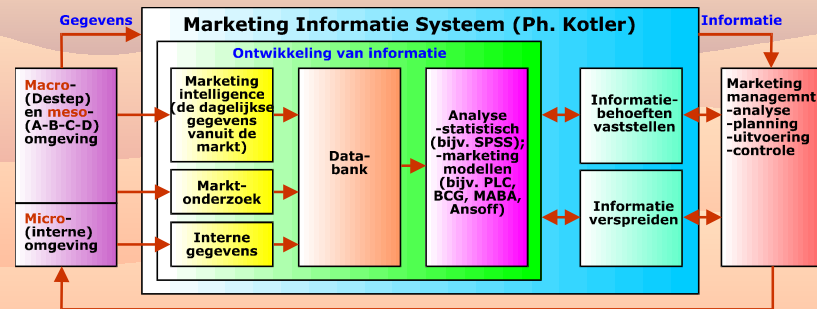 Gegevens
Marketing Informatie Systeem (Ph. Kotler)
Informatie
Ontwikkeling van informatie
Macro-
(Destep)
en meso-
(A-B-C-D)
omgeving
Micro-
(interne)
omgeving
Marketing
intelligence
(de dagelijkse
gegevens
vanuit de
markt)
Markt-
onderzoek
Interne
gegevens
Data-
bank
Analyse
-statistisch
(bijv. SPSS);
-marketing
modellen
(bijv. PLC,
BCG, MABA,
Ansoff)
Informatie-
behoeften
vaststellen
Informatie
verspreiden
Marketing
managemnt
-analyse
-planning
-uitvoering
-controle